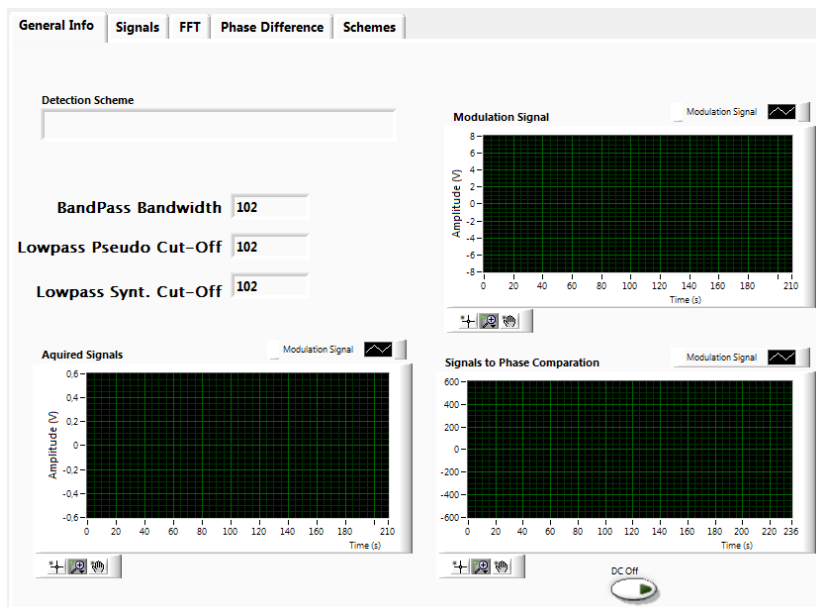 General Info Signals FFT Phase Difference Schemes
Detection Scheme
BandPass Bandwidth 102
Lowpass Pseudo Cut-Off 102
Lowpass Synt. Cut-Off 102
Modulation Signal
Modulation Signal
Amplitude (V)
8
6
4
2
0
-2
-4
-6
-8
0 20 40 60 80 100 120 140 160 180 210
Time (s)
Aquired Signals
Modulation Signal
Amplitude (V)
0,6
0,4
0,2
0
-0,2
-0,4
-0,6
0 20 40 60 80 100 120 140 160 180 210
Time (s)
Signals to Phase Comparation
Modulation Signal
600
400
200
0
-200
-400
-600
0 20 40 60 80 100 120 140 160 180 200 220 236
Time (s)
DC Off